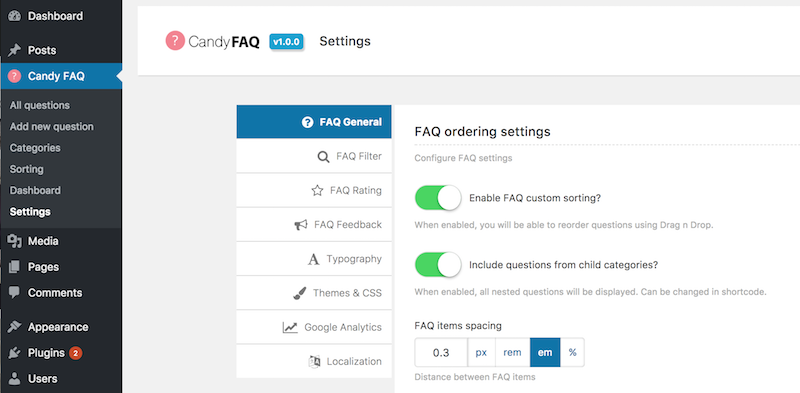 Dashboard
Posts
Candy FAQ
All questions
Add new question
Categories
Sorting
Dashboard
Settings
Media
Pages
Comments
Appearance
Plugins 2
Users
? CandyFAQ v1.0.0 Settings
FAQ General
FAQ Filter
FAQ Rating
FAQ Feedback
A Typography
Themes & CSS
Google Analytics
Localization
FAQ ordering settings
Configure FAQ settings
Enable FAQ custom sorting?
When enabled, you will be able to reorder questions using Drag n Drop.
Include questions from child categories?
When enabled, all nested questions will be displayed. Can be changed in shortcode.
FAQ items spacing
0.3 px rem em %
Distance between FAQ items